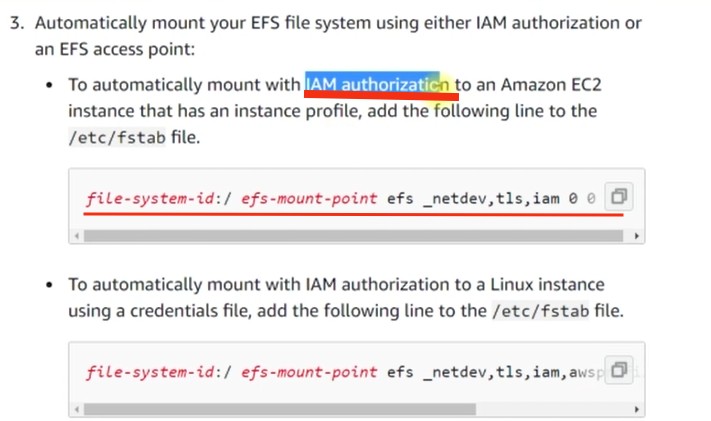 3. Automatically mount your EFS file system using either IAM authorization or
an EFS access point:
• To automatically mount with IAM authorization to an Amazon EC2
instance that has an instance profile, add the following line to the
/etc/fstab file.
file-system-id:/ efs-mount-point efs _netdev,tls,iam 0 0
• To automatically mount with IAM authorization to a Linux instance
using a credentials file, add the following line to the /etc/fstab file.
file-system-id:/ efs-mount-point efs _netdev,tls,iam,awsp